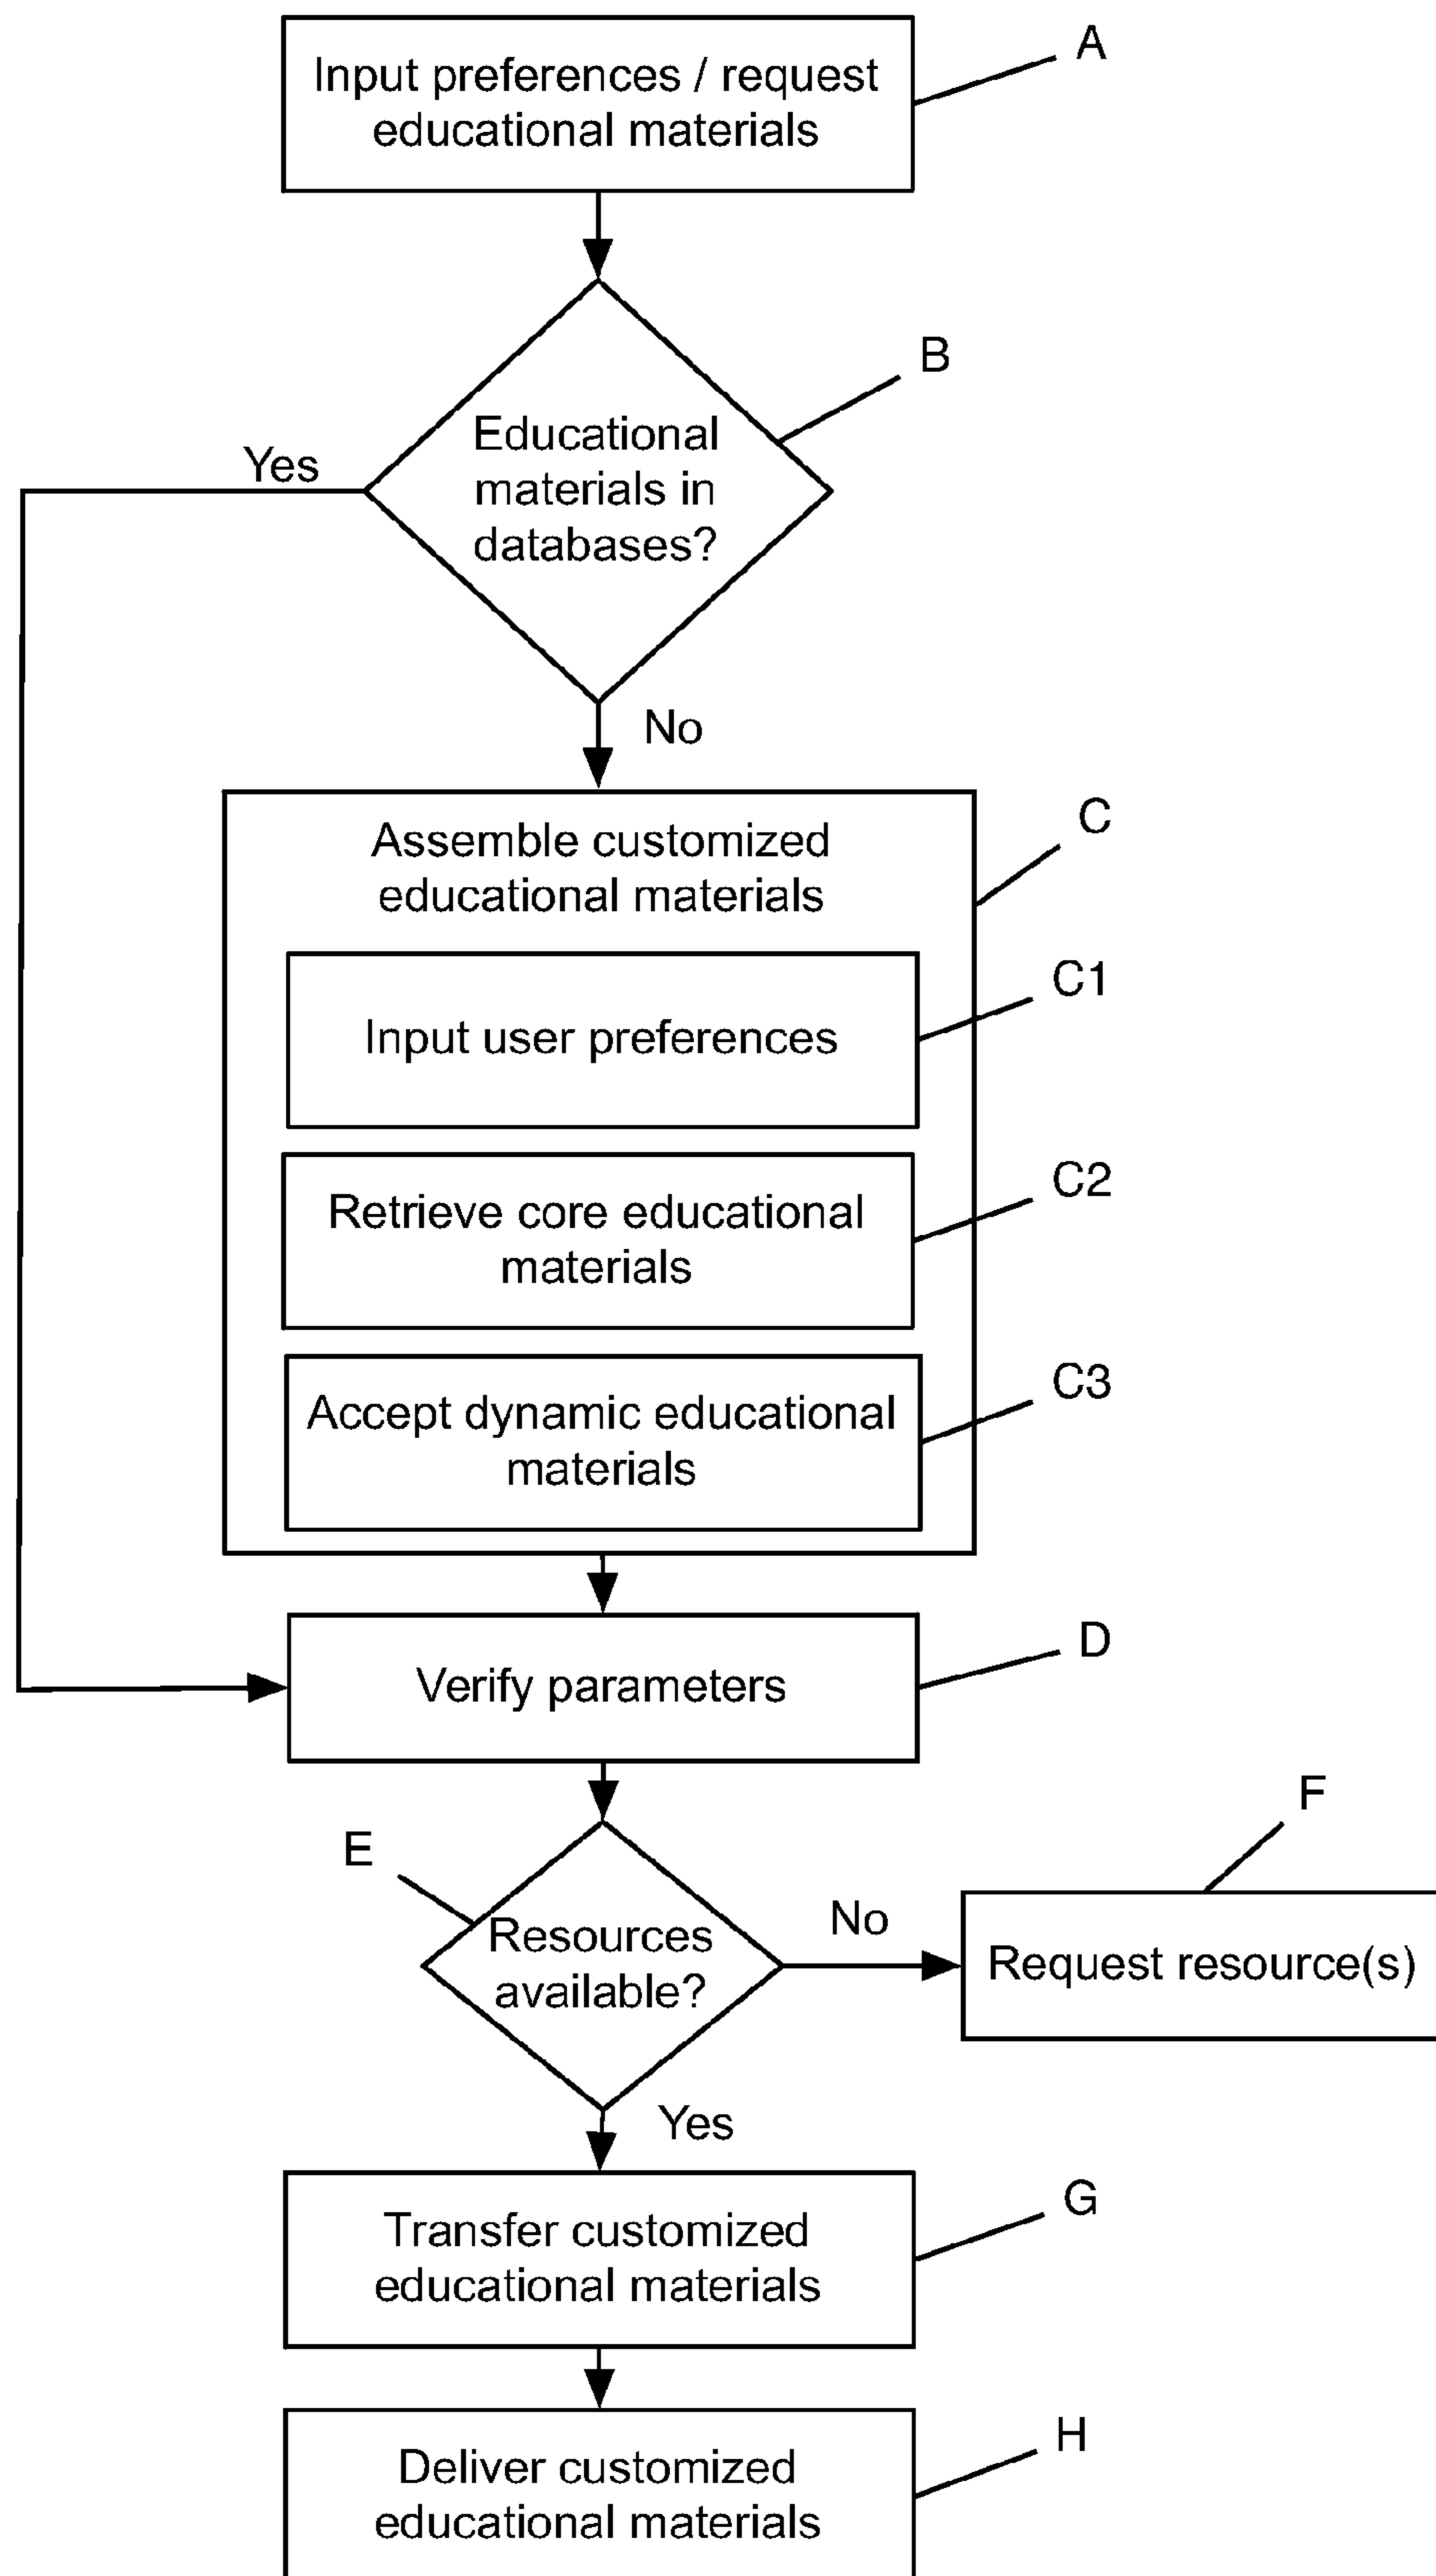 Input preferences / request
educational materials
A
B
Educational
materials in
databases?
Yes
No
Assemble customized
educational materials
C
Input user preferences
C1
Retrieve core educational
materials
C2
Accept dynamic educational
materials
C3
Verify parameters
D
E
Resources
available?
No
F
Request resource(s)
Yes
Transfer customized
educational materials
G
Deliver customized
educational materials
H